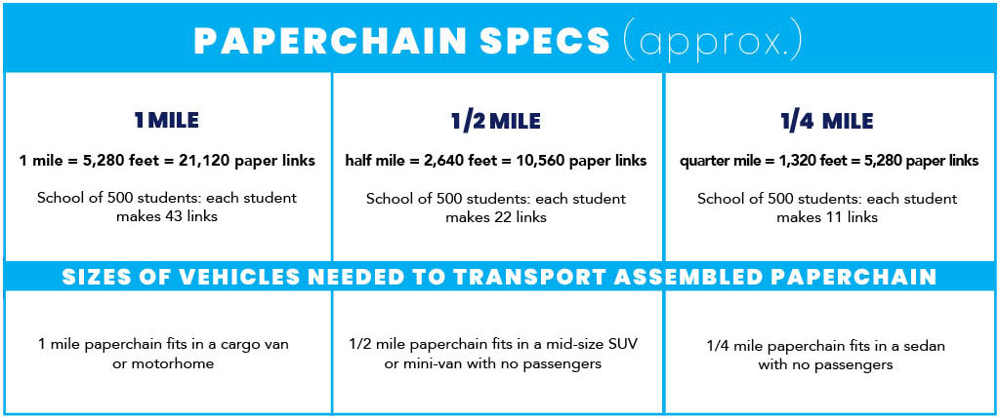 PAPERCHAIN SPECS (approx.)
1 MILE
1 mile = 5,280 feet = 21,120 paper links
School of 500 students: each student
makes 43 links
1/2 MILE
half mile = 2,640 feet = 10,560 paper links
School of 500 students: each student
makes 22 links
1/4 MILE
quarter mile = 1,320 feet = 5,280 paper links
School of 500 students: each student
makes 11 links
SIZES OF VEHICLES NEEDED TO TRANSPORT ASSEMBLED PAPERCHAIN
1 mile paperchain fits in a cargo van
or motorhome
1/2 mile paperchain fits in a mid-size SUV
or mini-van with no passengers
1/4 mile paperchain fits in a sedan
with no passengers